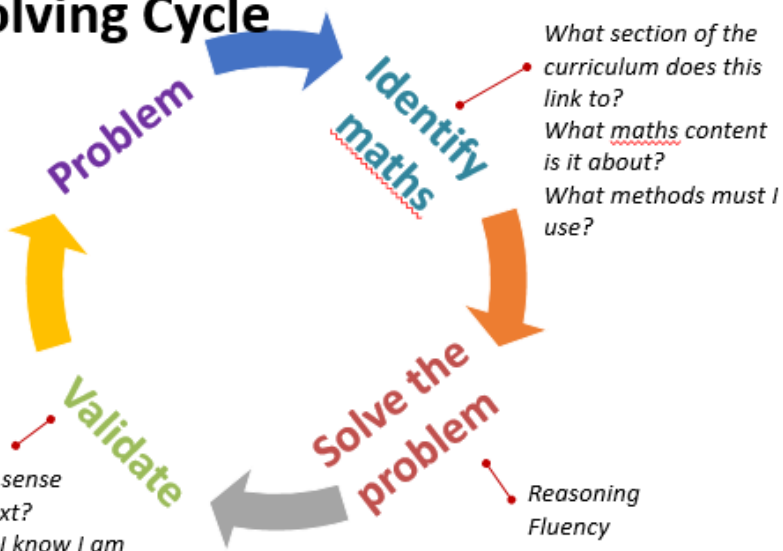 olving Cycle
Problem
Identify
maths
What section of the
curriculum does this
link to?
What maths content
is it about?
What methods must I
use?
Solve the
problem
Reasoning
Fluency
Validate
sense
xt?
I know I am